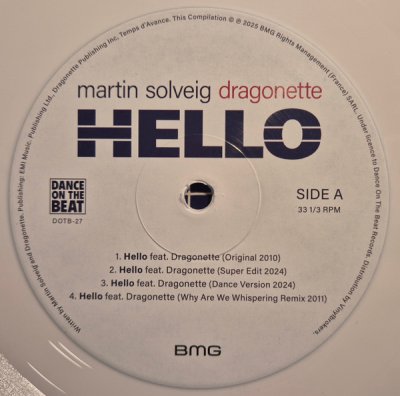 Written by Martin Solveig and Dragonette. Publishing: EMI Music, Publishing Ltd., Dragonette Publishing Inc, Temps d'Avance. This Compilation © ℗ 2025 BMG Rights Management (France) SARL. Under licence to Dance On The Beat Records. Distribution by Vinylbrokers.
martin solveig dragonette
HELLO
DANCE
ON THE
BEAT
DOTB-27
SIDE A
33 1/3 RPM
1. Hello feat. Dragonette (Original 2010)
2. Hello feat. Dragonette (Super Edit 2024)
3. Hello feat. Dragonette (Dance Version 2024)
4. Hello feat. Dragonette (Why Are We Whispering Remix 2011)
BMG